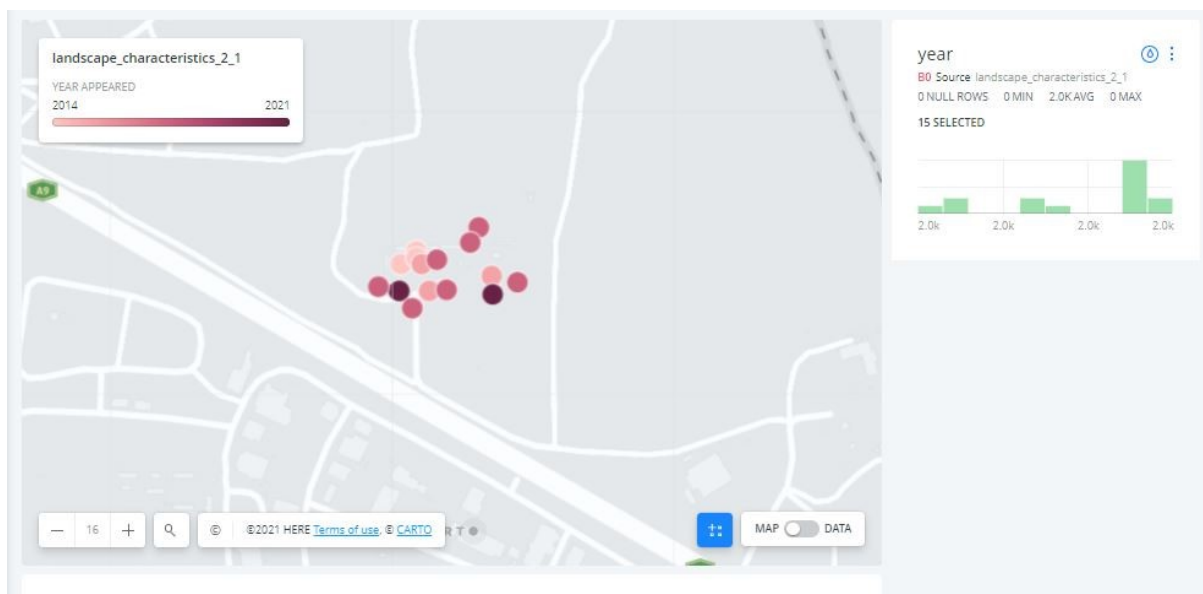 landscape_characteristics_2_1
YEAR APPEARED
2014 2021
A9
16
©
©2021 HERE Terms of use, © CARTO
MAP DATA
year
B0 Source landscape_characteristics_2_1
0 NULL ROWS 0 MIN 2.0K AVG 0 MAX
15 SELECTED
2.0k 2.0k 2.0k 2.0k